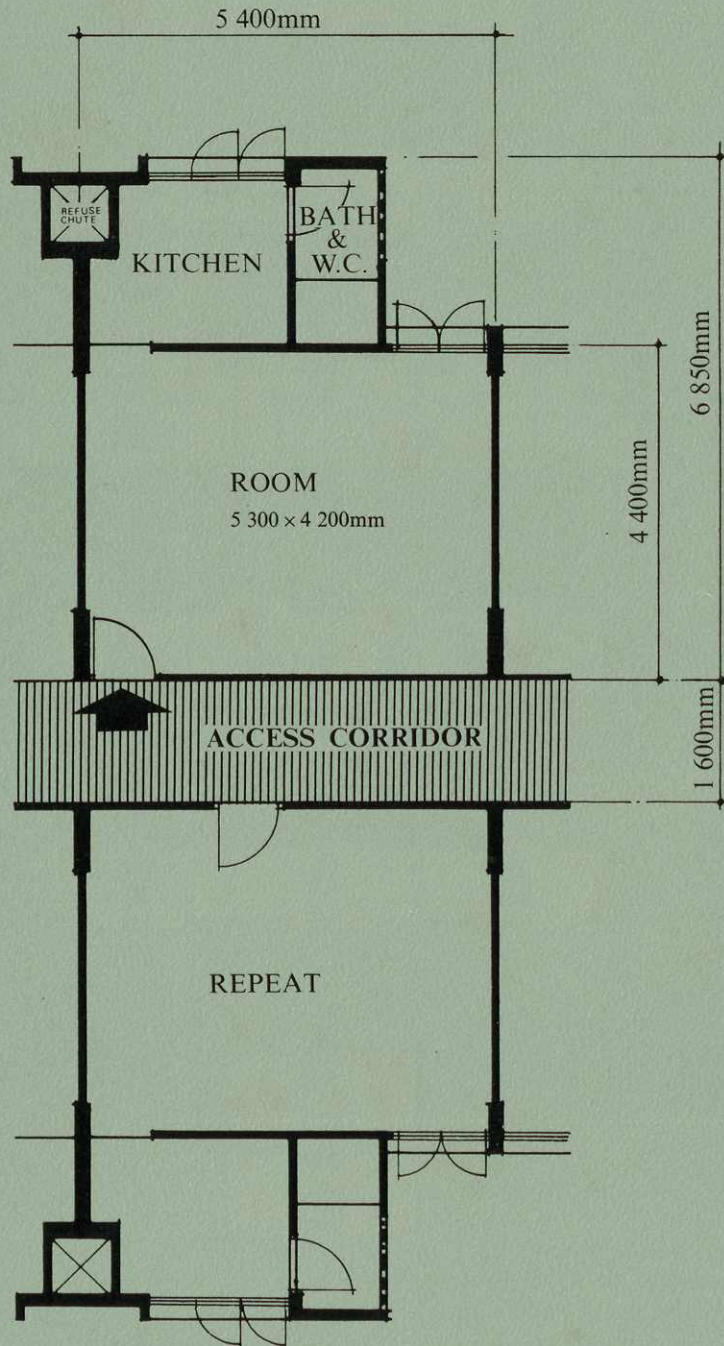 5 400mm
REFUSE
CHUTE
BATH
&
W.C.
KITCHEN
6 850mm
ROOM
5 300 × 4 200mm
4 400mm
ACCESS CORRIDOR
1 600mm
REPEAT